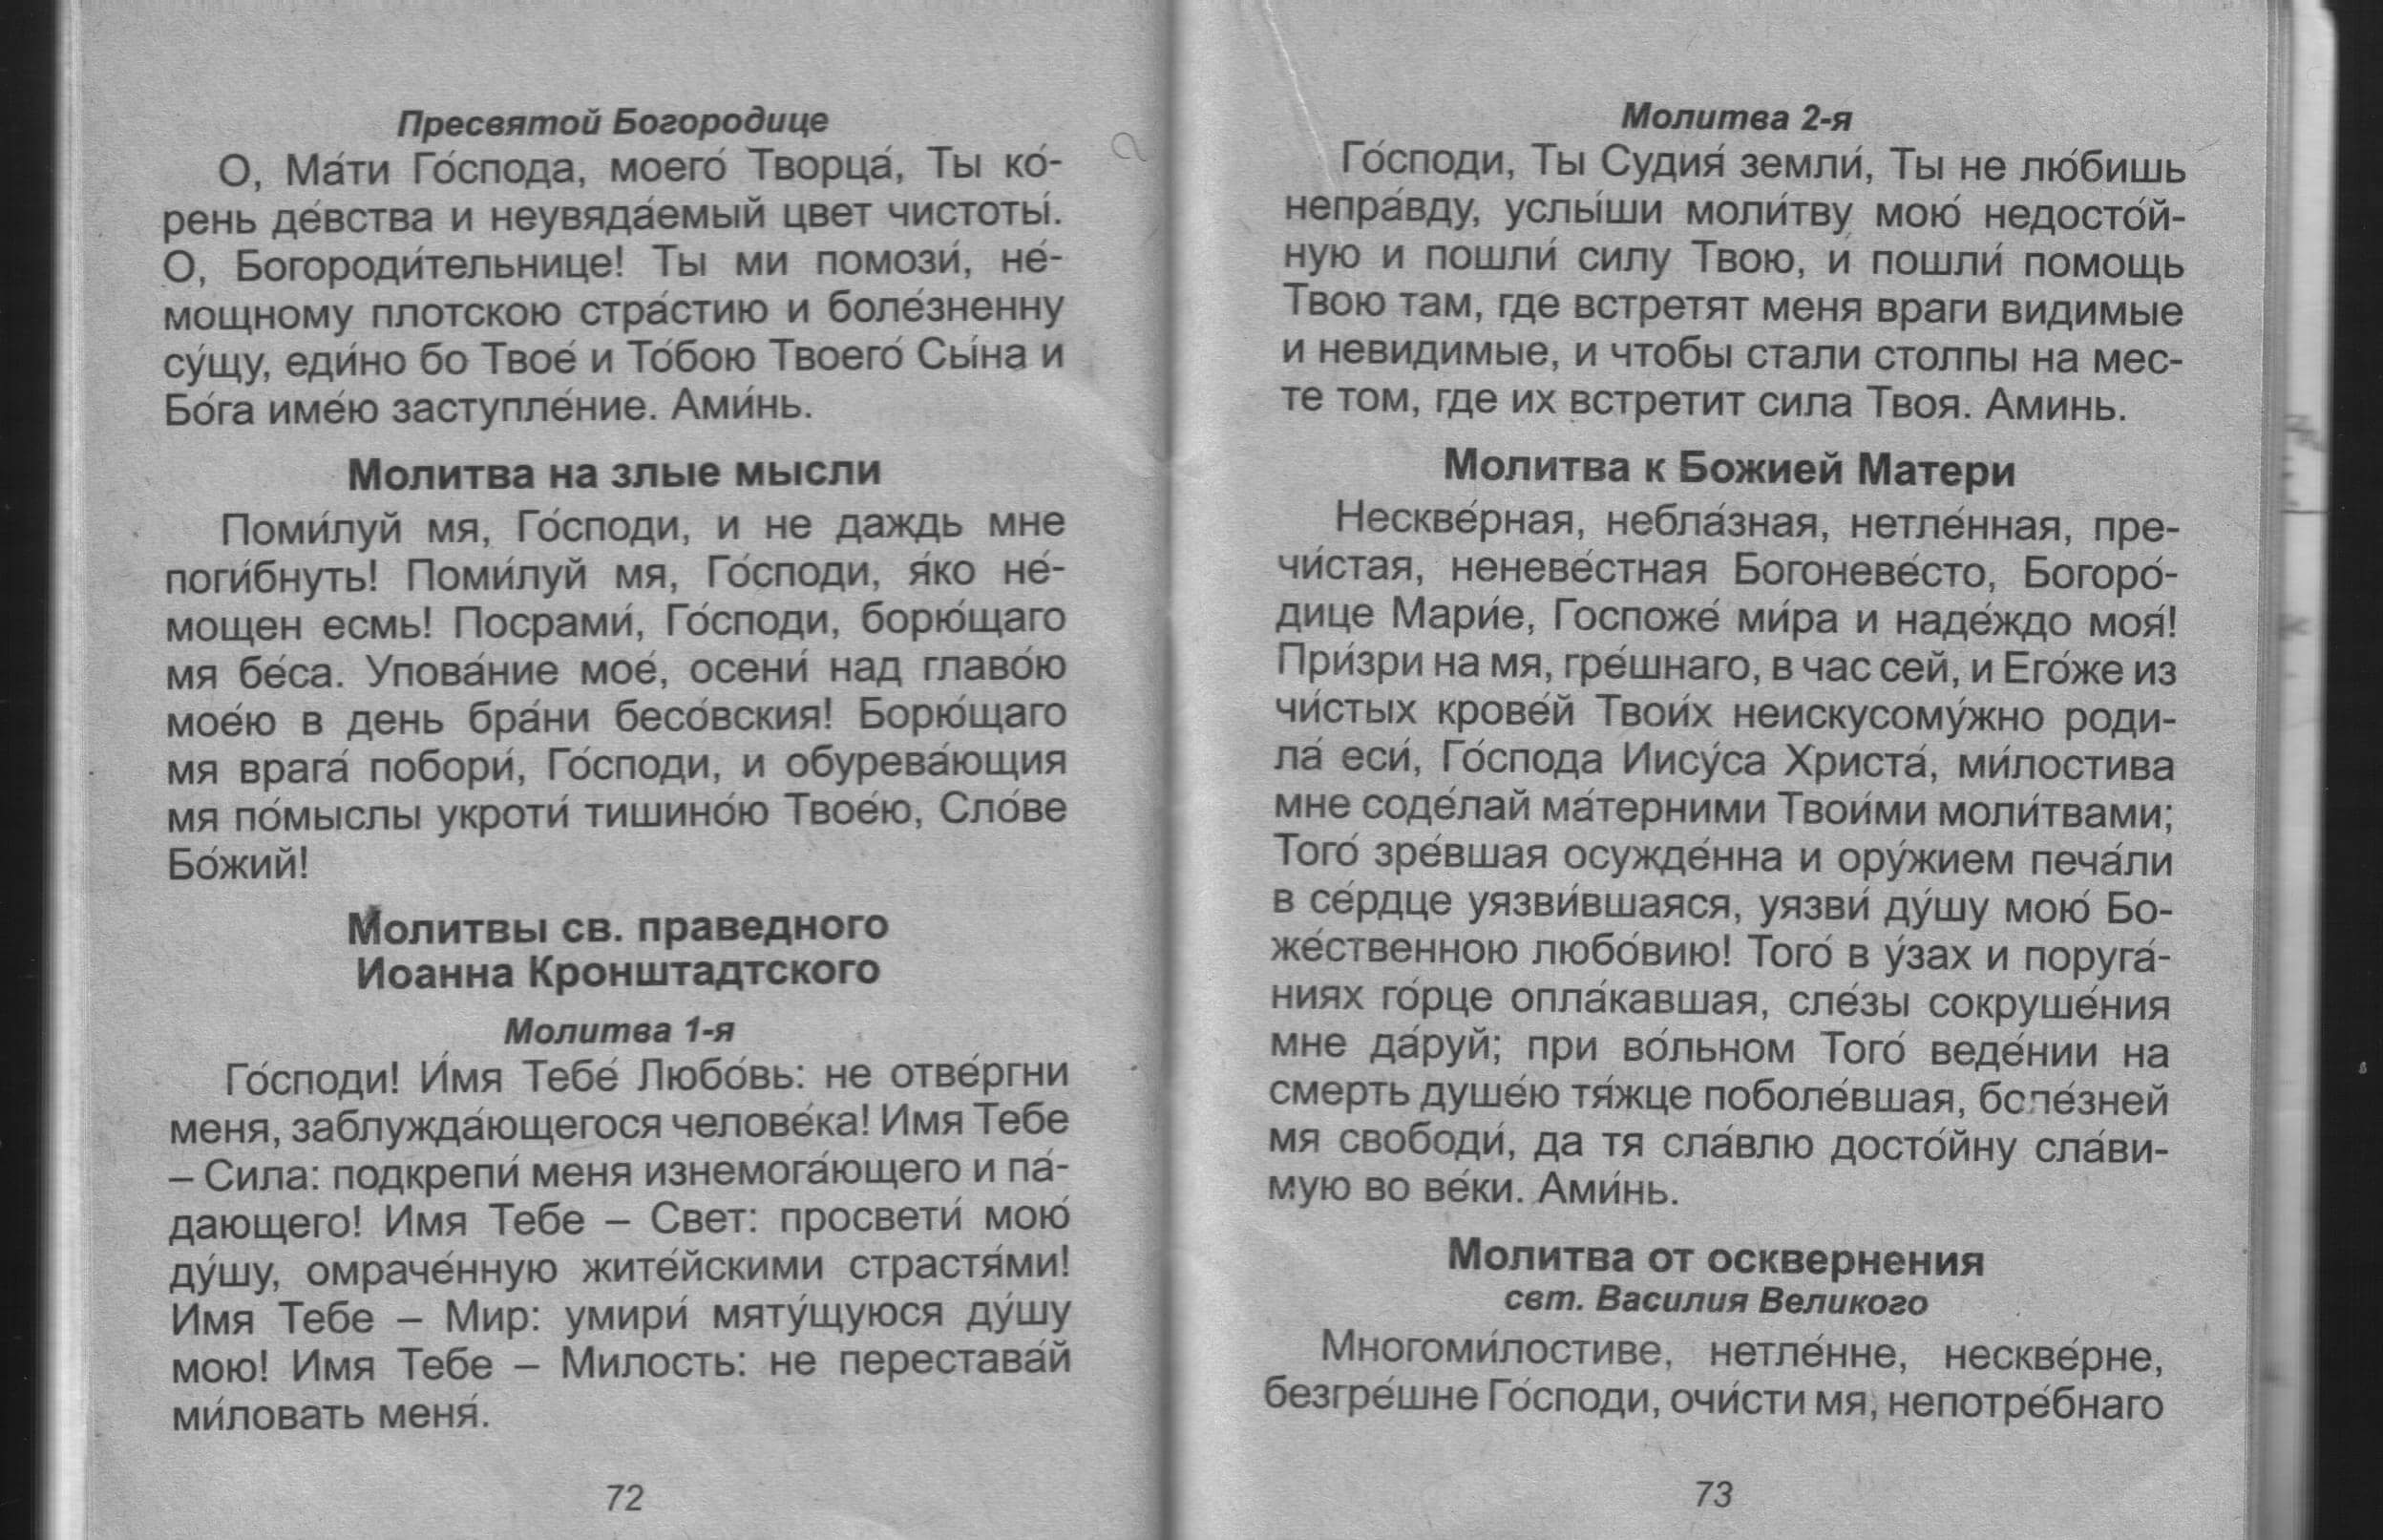 Пресвятой Богородице
О, Ма́ти Го́спода, моего́ Творца́, Ты ко́-
рень де́вства и неувяда́емый цвет чистоты́.
О, Богороди́тельнице! Ты ми помози́, не́-
мощному плотскою стра́стию и боле́зненну
су́щу, еди́но бо Твое́ и То́бою Твоего́ Сы́на и
Бо́га име́ю заступле́ние. Ами́нь.
Молитва на злые мысли
Поми́луй мя, Го́споди, и не даждь мне
поги́бнуть! Поми́луй мя, Го́споди, я́ко не́-
мощен есмь! Посрами́, Го́споди, борю́щаго
мя бе́са. Упова́ние мое́, осени́ над главо́ю
мое́ю в день бра́ни бесо́вския! Борю́щаго
мя врага́ побори́, Го́споди, и обурева́ющия
мя по́мыслы укроти́ тишино́ю Твое́ю, Сло́ве
Бо́жий!
Молитвы св. праведного
Иоанна Кронштадтского
Молитва 1-я
Го́споди! И́мя Тебе́ Любо́вь: не отве́ргни
меня, заблужда́ющегося челове́ка! Имя Тебе
– Сила: подкрепи́ меня изнемога́ющего и па́-
дающего! Имя Тебе – Свет: просвети́ мою́
ду́шу, омраче́нную жите́йскими страстя́ми!
Имя Тебе – Мир: умири́ мяту́щуюся ду́шу
мою! Имя Тебе – Милость: не перестава́й
ми́ловать меня́.
72
Молитва 2-я
Го́споди, Ты Судия́ земли́, Ты не лю́бишь
непра́вду, услы́ши моли́тву мою́ недосто́й-
ную и пошли́ силу Твою, и́ пошли́ помощь
Твою там, где встретят меня враги видимые
и невидимые, и чтобы стали столпы на мес-
те том, где их встретит сила Твоя. Аминь.
Молитва к Божией Матери
Нескве́рная, небла́зная, нетле́нная, пре-
чи́стая, неневе́стная Богоневе́сто, Богоро́-
дице Мари́е, Госпоже́ ми́ра и наде́ждо моя́!
При́зри на мя, гре́шнаго, в час сей, и Его́же из
чи́стых крове́й Твои́х неискусому́жно роди-
ла́ еси́, Го́спода Иису́са Христа́, ми́лостива
мне соде́лай ма́терними Твои́ми моли́твами;
Того́ зре́вшая осужде́нна и ору́жием печа́ли
в се́рдце уязви́вшаяся, уязви́ ду́шу мою́ Бо-
же́ственною любо́вию! Того́ в у́зах и поруга́-
ниях го́рце опла́кавшая, сле́зы сокруше́ния
мне да́руй; при во́льном Того́ веде́нии на
смерть душе́ю тя́жце поболе́вшая, боле́зней
мя свободи́, да тя сла́влю досто́йну сла́ви-
мую во ве́ки. Ами́нь.
Молитва от осквернения
свт. Василия Великого
Многоми́лостиве, нетле́нне, нескве́рне,
безгре́шне Го́споди, очи́сти мя, непотре́бнаго
73